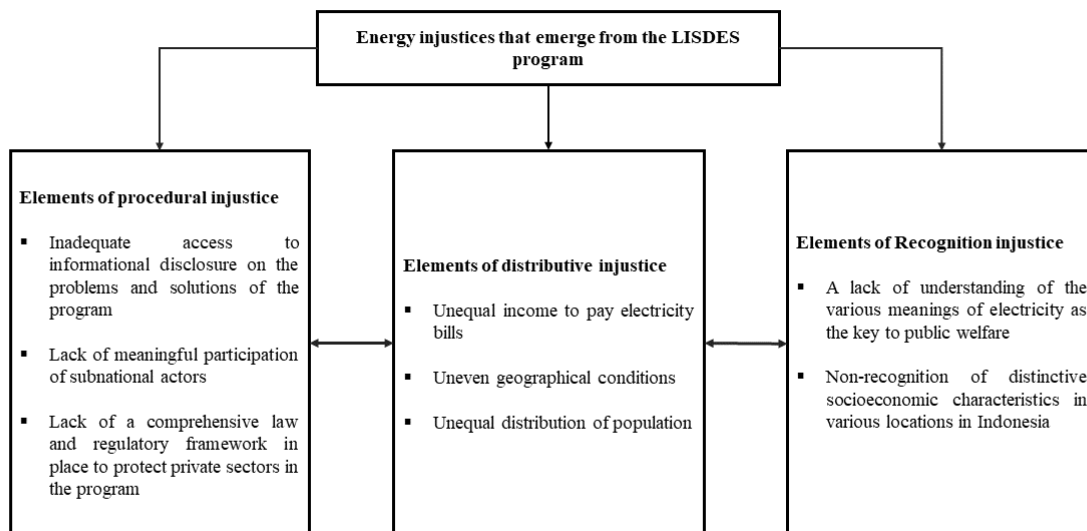 Energy injustices that emerge from the LISDES
program
Elements of procedural injustice
▪ Inadequate access to
informational disclosure on the
problems and solutions of the
program
▪ Lack of meaningful participation
of subnational actors
▪ Lack of a comprehensive law
and regulatory framework in
place to protect private sectors in
the program
Elements of distributive injustice
▪ Unequal income to pay electricity
bills
▪ Uneven geographical conditions
▪ Unequal distribution of population
Elements of Recognition injustice
▪ A lack of understanding of the
various meanings of electricity as
the key to public welfare
▪ Non-recognition of distinctive
socioeconomic characteristics in
various locations in Indonesia